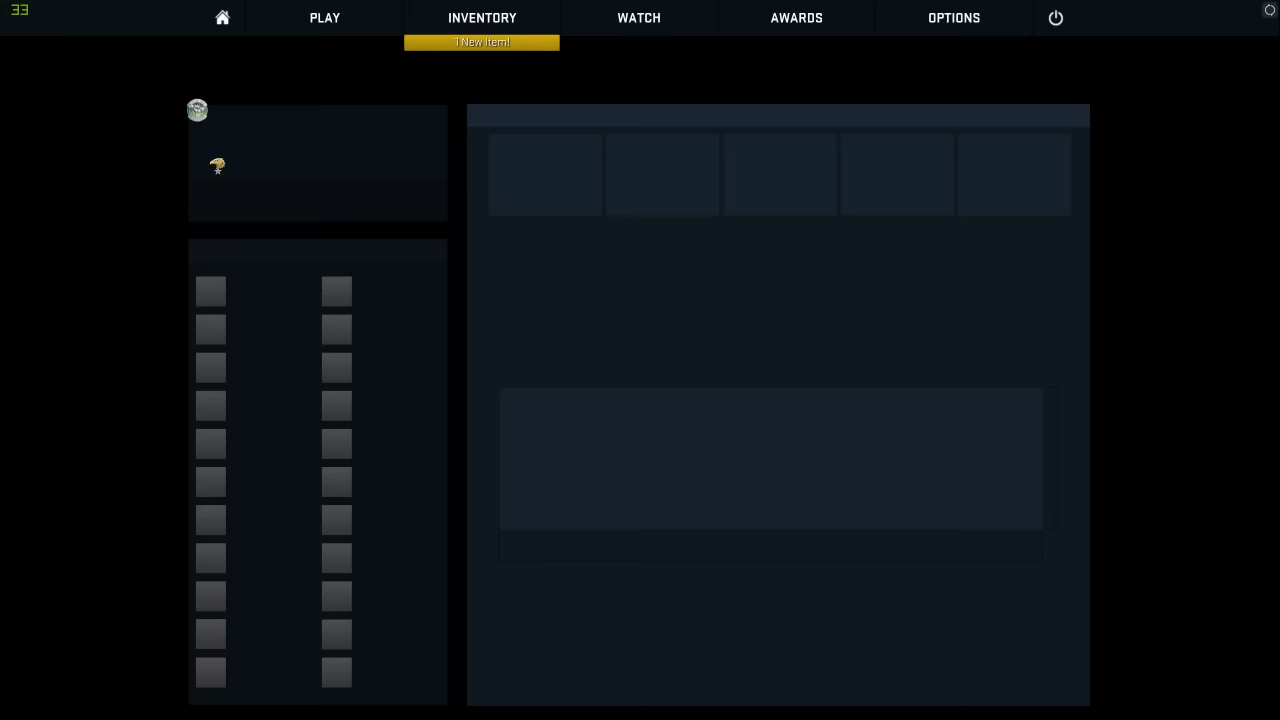 33
PLAY
INVENTORY
WATCH
AWARDS
OPTIONS
1 New Item!